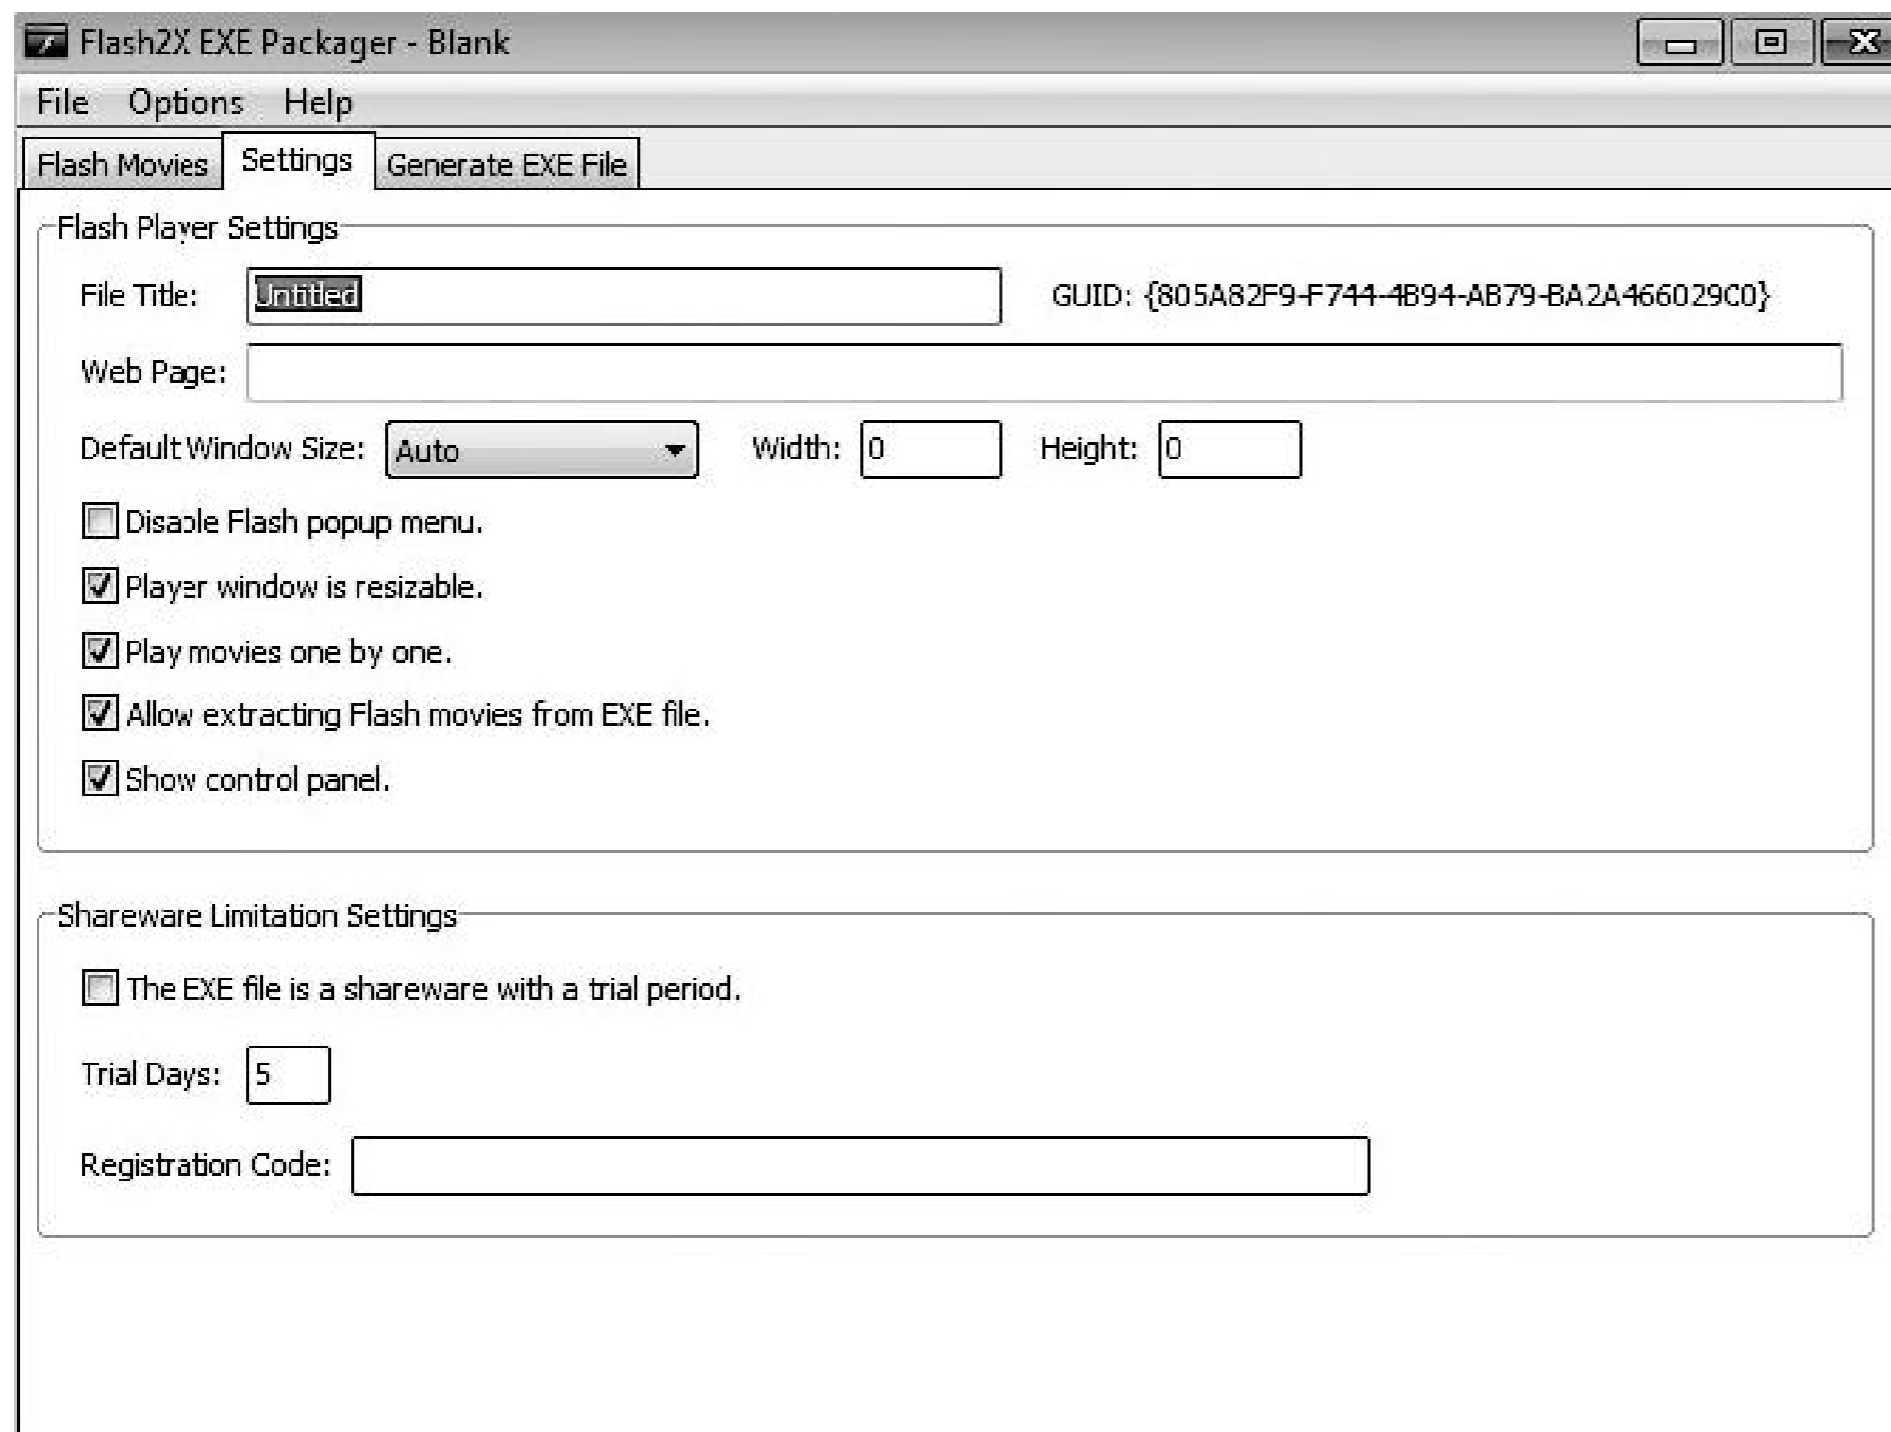 Flash2X EXE Packager - Blank
File Options Help
Flash Movies Settings Generate EXE File
Flash Player Settings
File Title: Untitled GUID: {805A82F9-F744-4B94-AB79-BA2A466029C0}
Web Page:
Default Window Size: Auto Width: 0 Height: 0
Disable Flash popup menu.
Player window is resizable.
Play movies one by one.
Allow extracting Flash movies from EXE file.
Show control panel.
Shareware Limitation Settings
The EXE file is a shareware with a trial period.
Trial Days: 5
Registration Code: